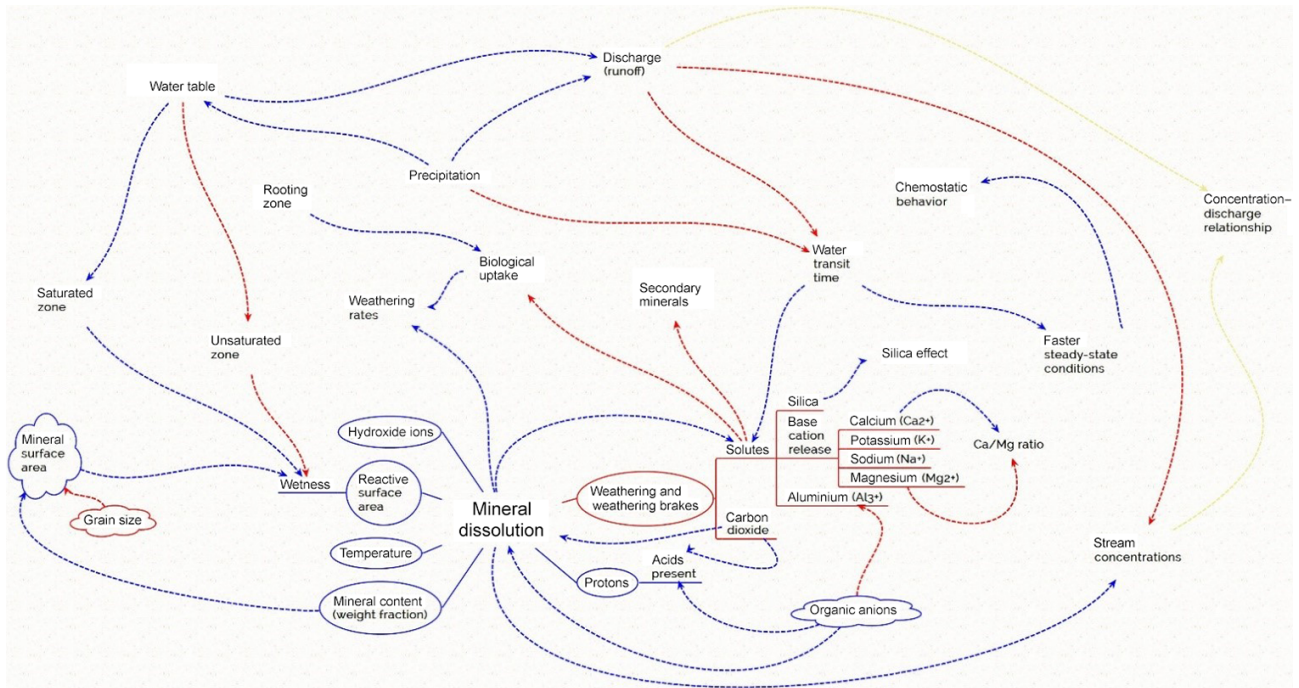 Discharge
(runoff)
Water table
Precipitation
Rooting
zone
Chemostatic
behavior
Concentration–
discharge
relationship
Biological
uptake
Water
transit
time
Saturated
zone
Weathering
rates
Secondary
minerals
Unsaturated
zone
Faster
steady-state
conditions
Silica effect
Silica
Base
cation
release
Calcium (Ca2+)
Potassium (K+)
Sodium (Na+)
Magnesium (Mg2+)
Aluminium (Al3+)
Ca/Mg ratio
Hydroxide ions
Solutes
Mineral
surface
area
Wetness
Reactive
surface
area
Grain size
Mineral
dissolution
Weathering and
weathering brakes
Carbon
dioxide
Temperature
Acids
present
Protons
Stream
concentrations
Mineral content
(weight fraction)
Organic anions